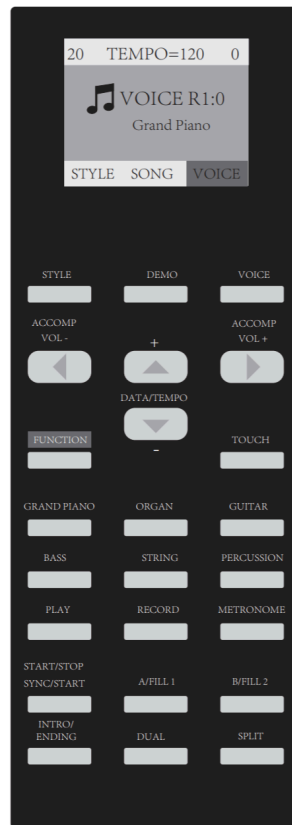 20 TEMPO=120 0
VOICE R1:0
Grand Piano
STYLE SONG VOICE
STYLE DEMO VOICE
ACCOMP ACCOMP
VOL - + VOL +
DATA/TEMPO
FUNCTION TOUCH
-
GRAND PIANO ORGAN GUITAR
BASS STRING PERCUSSION
PLAY RECORD METRONOME
START/STOP
SYNC/START A/FILL 1 B/FILL 2
INTRO/
ENDING DUAL SPLIT